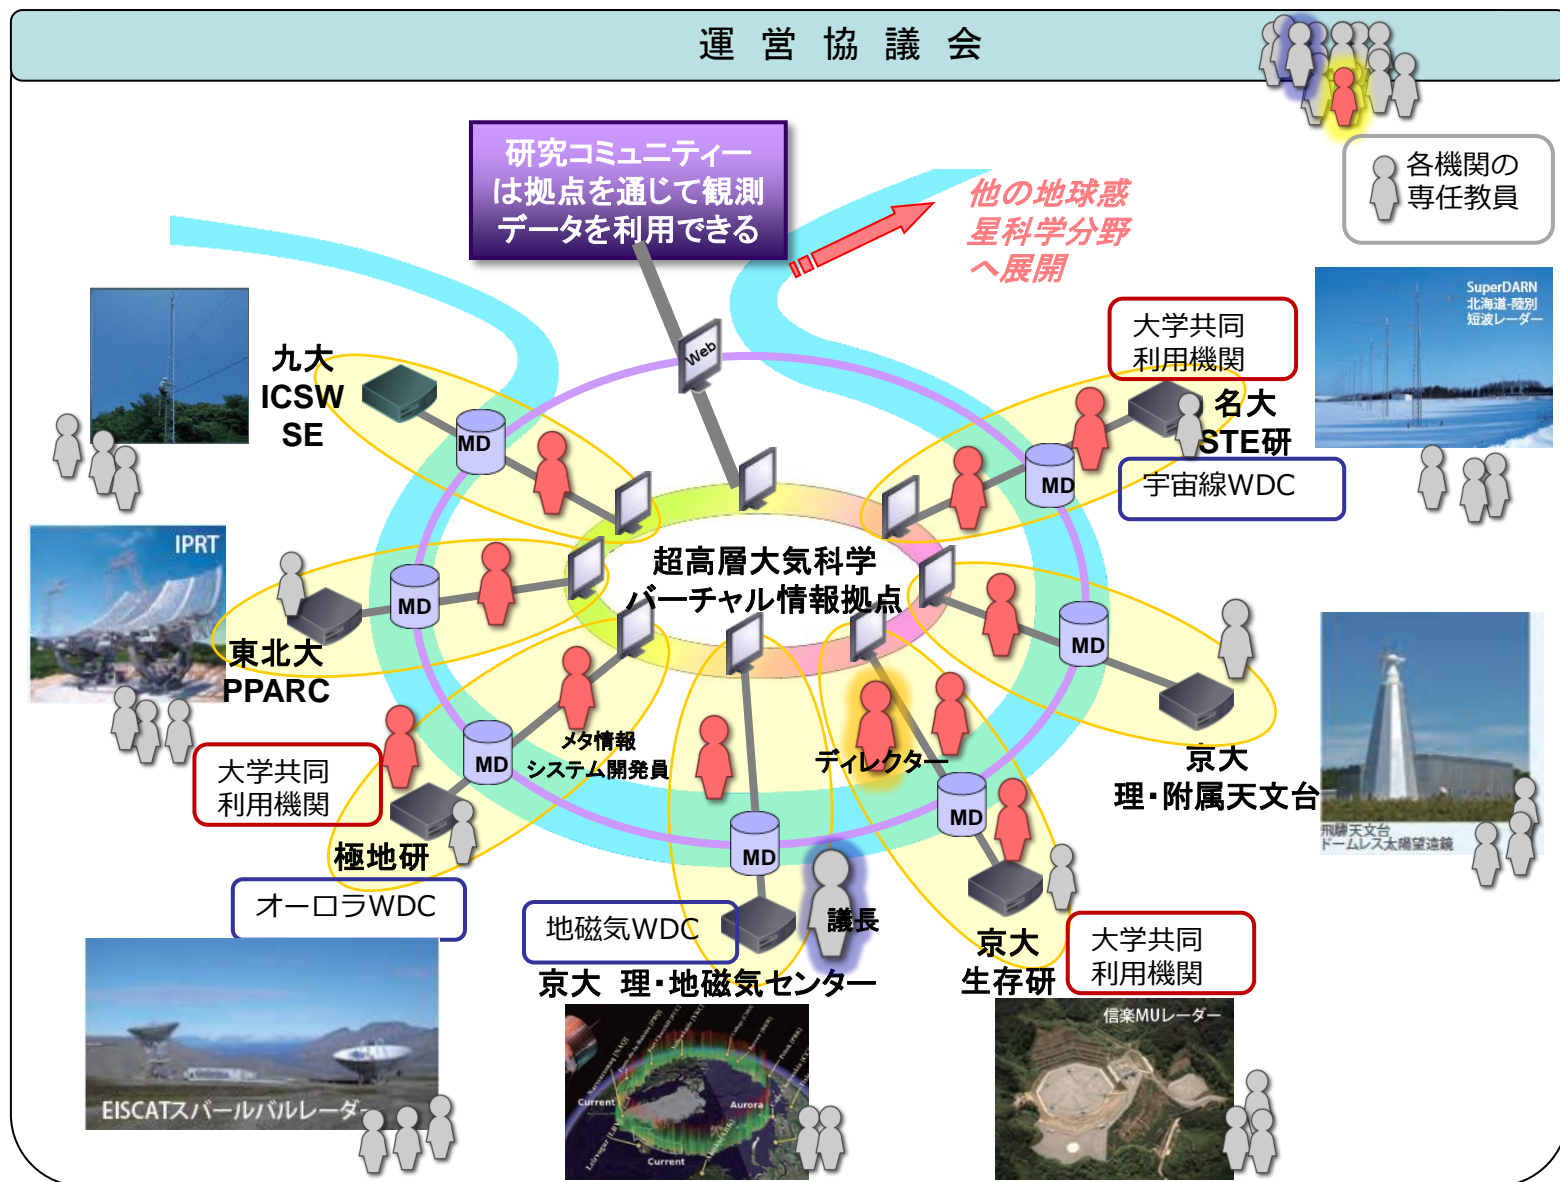 運営協議会
研究コミュニティー
は拠点を通じて観測
データを利用できる
他の地球惑
星科学分野
へ展開
各機関の
専任教員
SuperDARN
北海道-陸別
短波レーダー
大学共同
利用機関
Web
九大
ICSW
SE
MD
名大
STE研
MD
宇宙線WDC
IPRT
超高層大気科学
バーチャル情報拠点
MD
東北大
PPARC
MD
京大
理・附属天文台
飛騨天文台
ドームレス太陽望遠鏡
メタ情報
システム開発員
ディレクター
大学共同
利用機関
MD
極地研
オーロラWDC
MD
MD
地磁気WDC
議長
京大 理・地磁気センター
京大
生存研
大学共同
利用機関
EISCATスバールバルレーダー
Current
Aurora
Current
信楽MUレーダー